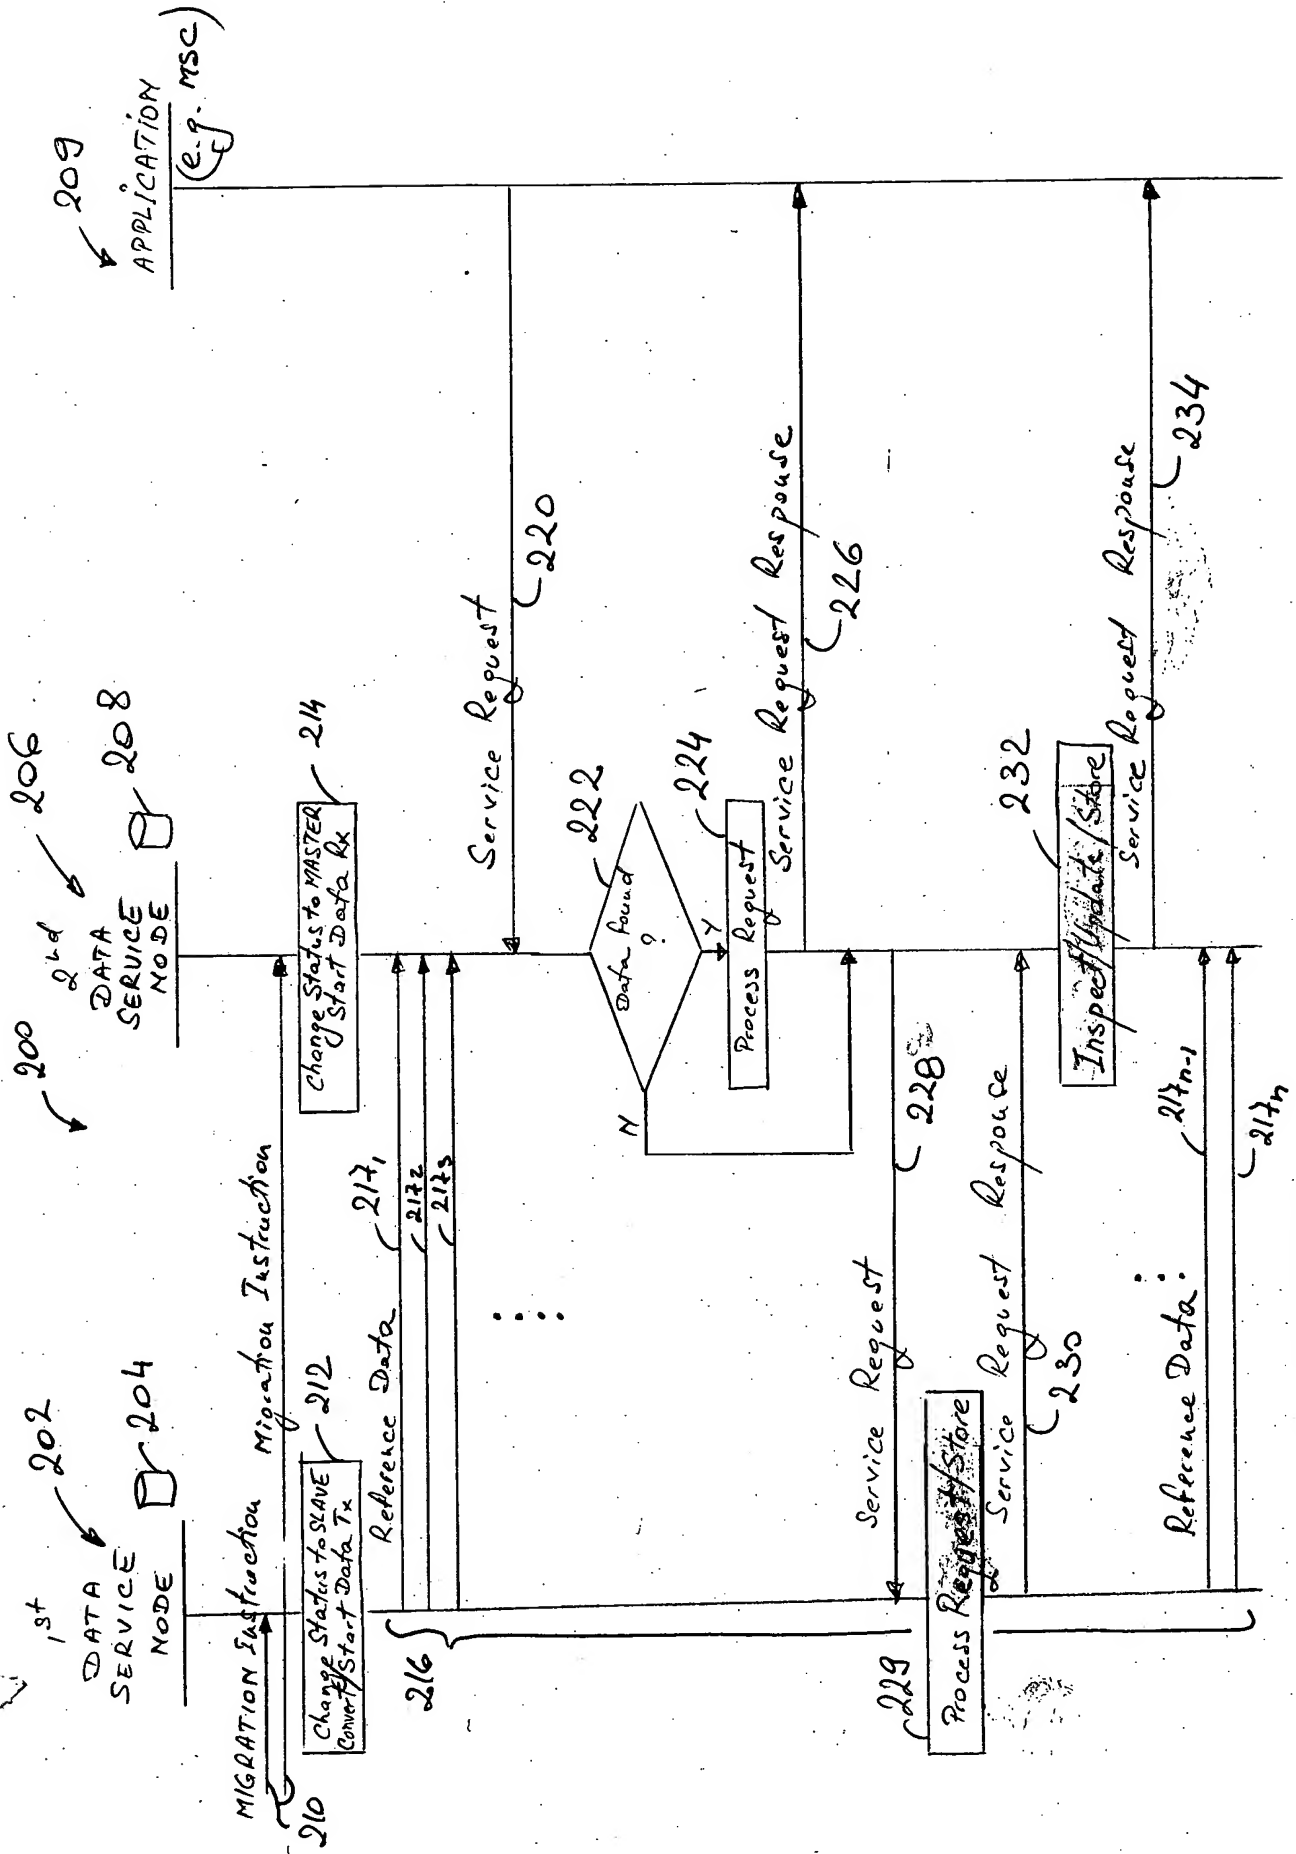 200
1st
DATA
SERVICE
NODE
202
204
2nd
DATA
SERVICE
NODE
206
208
209
APPLICATION
(e.g. MSC)
MIGRATION Instruction
Migration Instruction
210
Change Status to SLAVE
Convert/Start Data Tx
212
Change Status to MASTER
Start Data Rx
214
Reference Data
217₁
217₂
217₃
216
Service Request
220
Data Found
?
222
N
Y
Process Request
224
Service Request Response
226
Service Request
228
Process Request/Store
229
Service Request Response
230
Inspect/Update/Store
232
Service Request Response
234
Reference Data
217n-1
217n